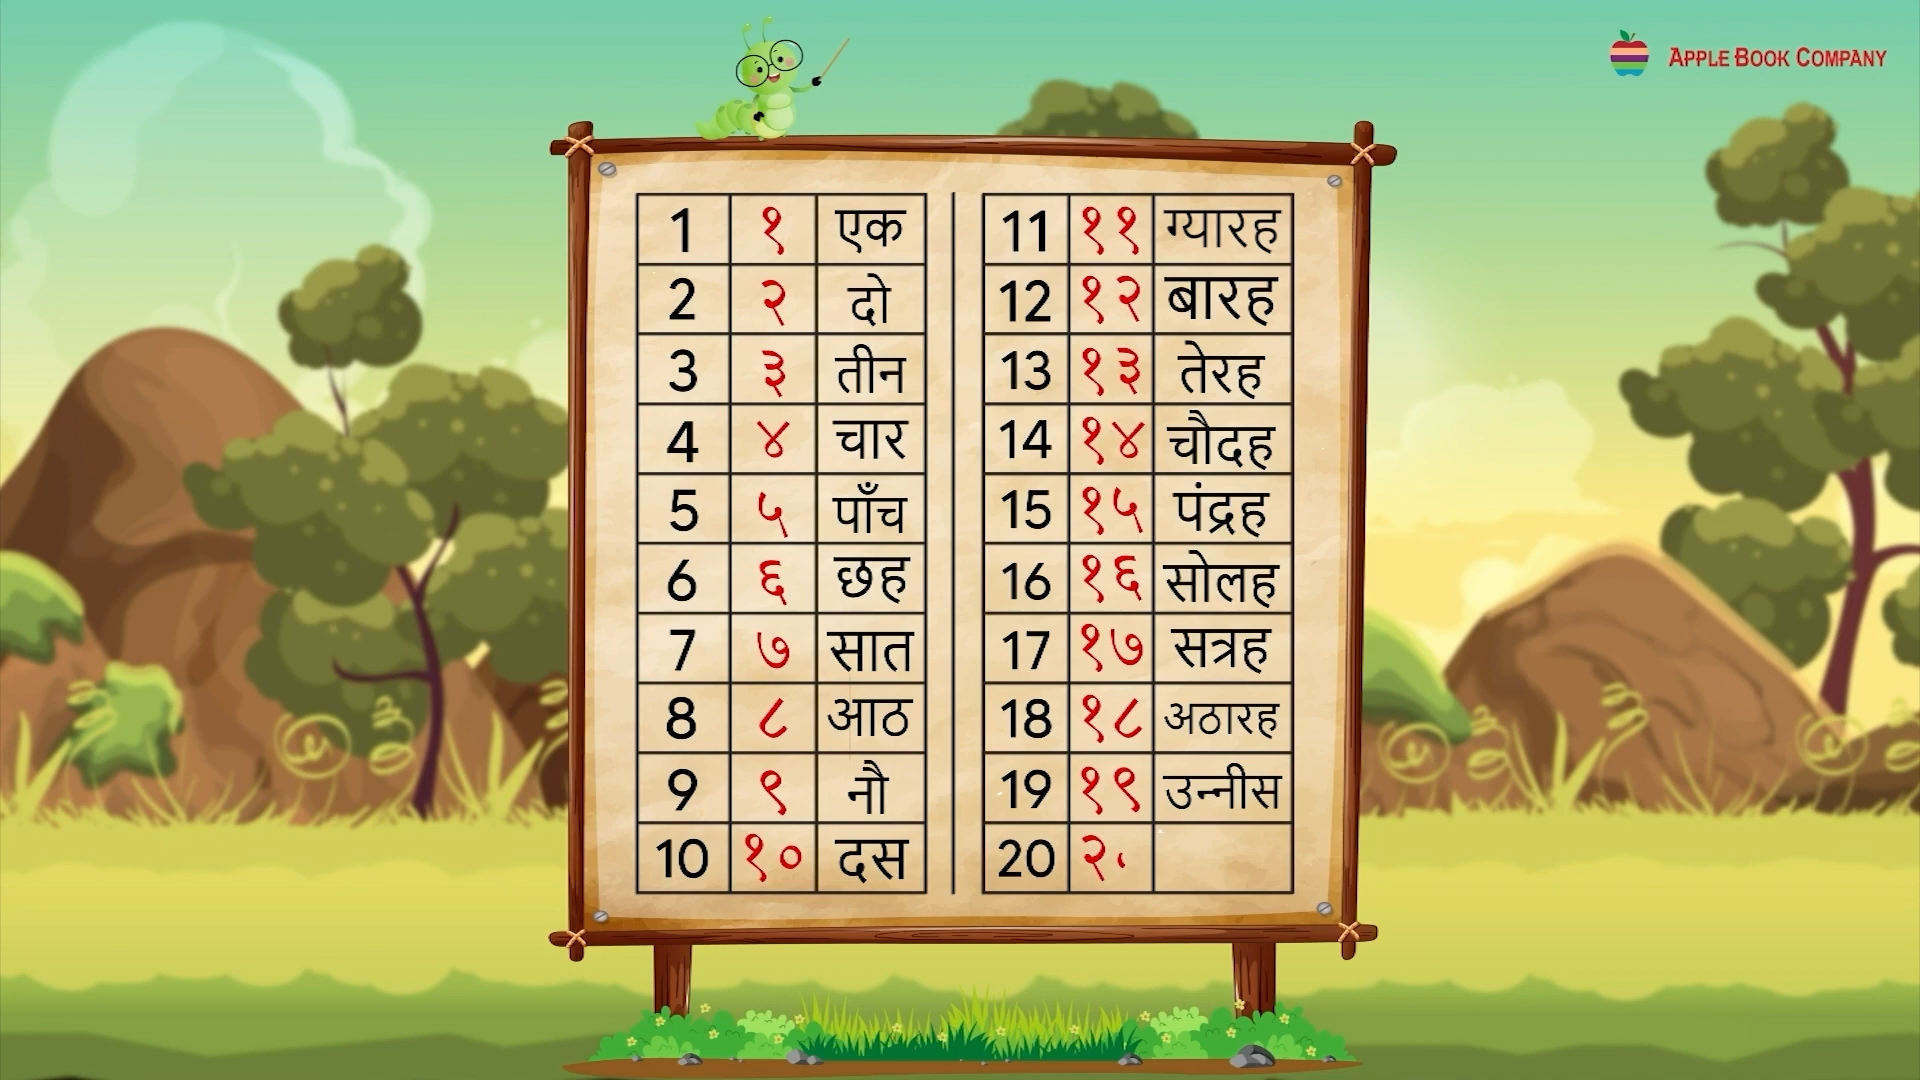 APPLE BOOK COMPANY
1 १ एक
2 २ दो
3 ३ तीन
4 ४ चार
5 ५ पाँच
6 ६ छह
7 ७ सात
8 ८ आठ
9 ९ नौ
10 १० दस
11 ११ ग्यारह
12 १२ बारह
13 १३ तेरह
14 १४ चौदह
15 १५ पंद्रह
16 १६ सोलह
17 १७ सत्रह
18 १८ अठारह
19 १९ उन्नीस
20 २